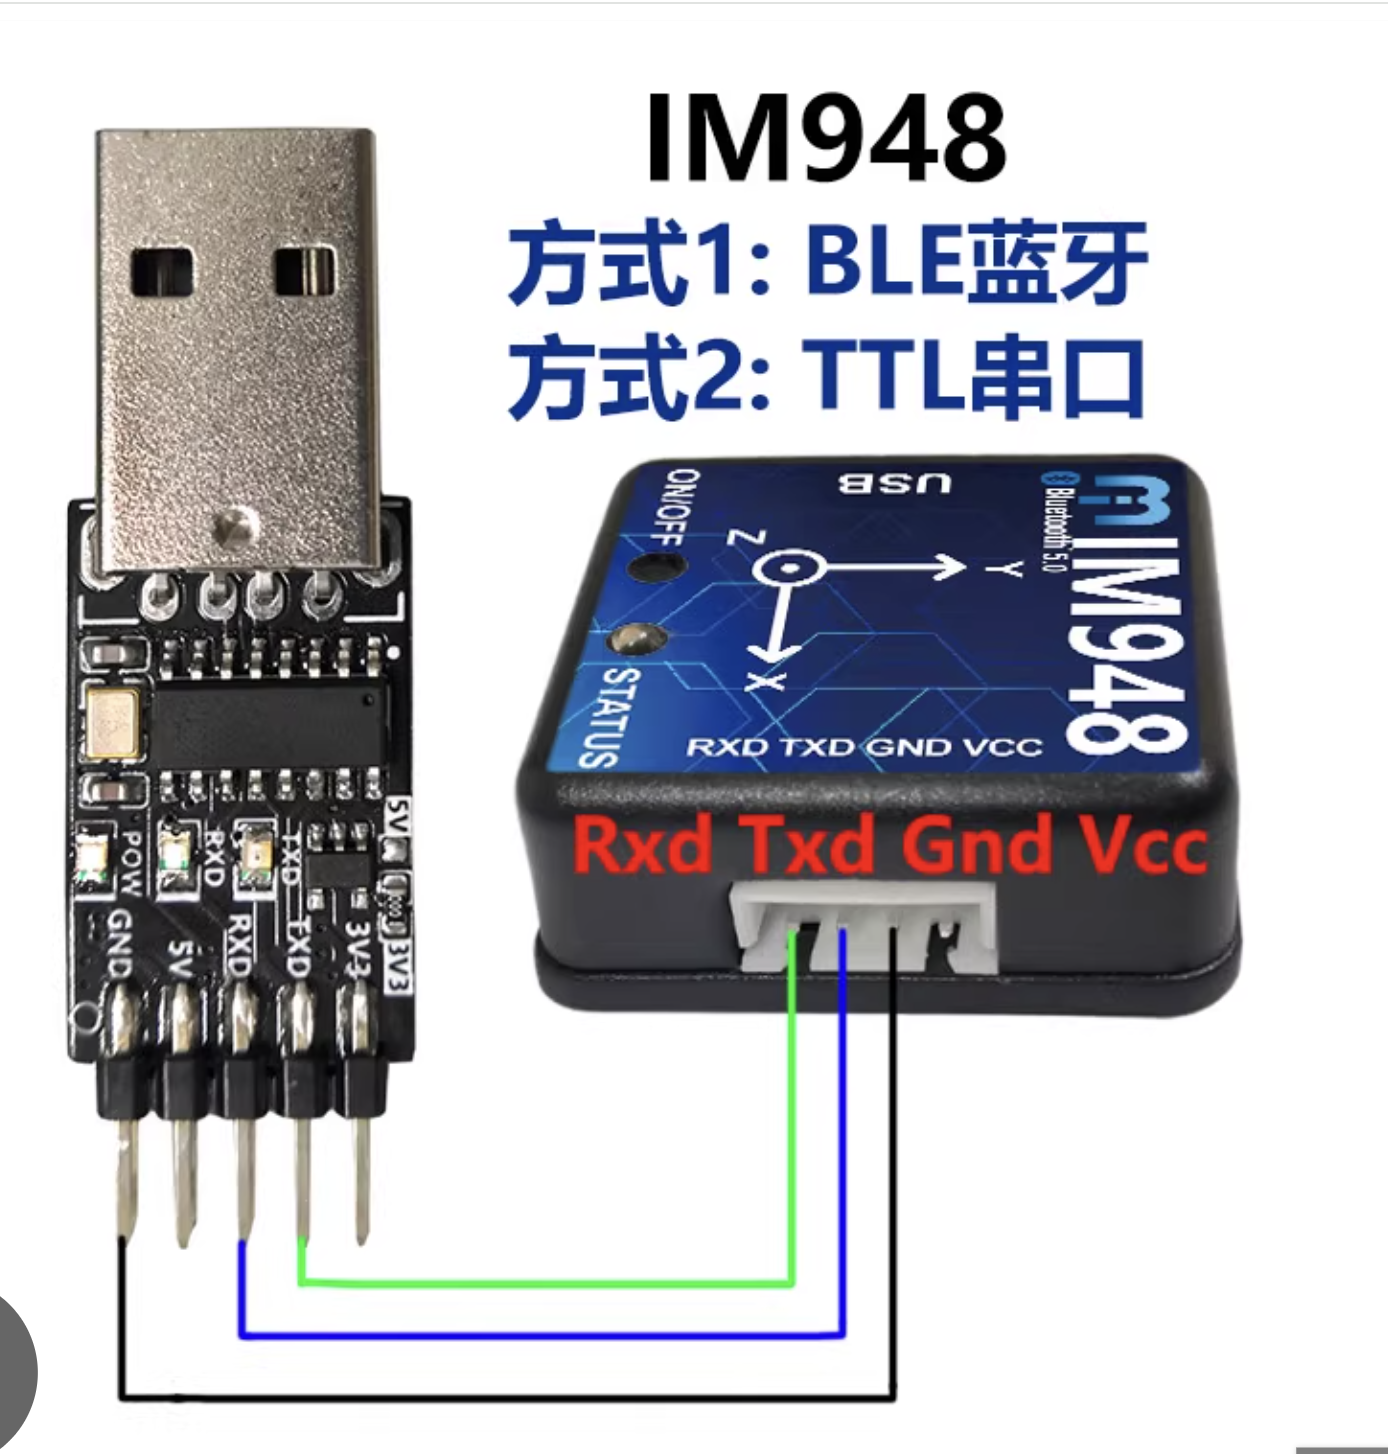 IM948
方式1: BLE蓝牙
方式2: TTL串口
ON/OFF
USB
Bluetooth 5.0
IM948
Z
Y
X
STATUS
RXD TXD GND VCC
Rxd Txd Gnd Vcc
POW
RXD
TXD
5V
GND
5V
RXD
TXD
3V3
3V3